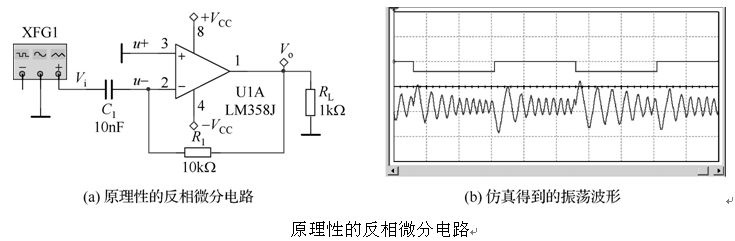 XFG1
+VCC
8
u+
3
Vi
u−
2
1
Vo
C1
10nF
U1A
LM358J
4
−VCC
R1
10kΩ
RL
1kΩ
(a) 原理性的反相微分电路
(b) 仿真得到的振荡波形
原理性的反相微分电路